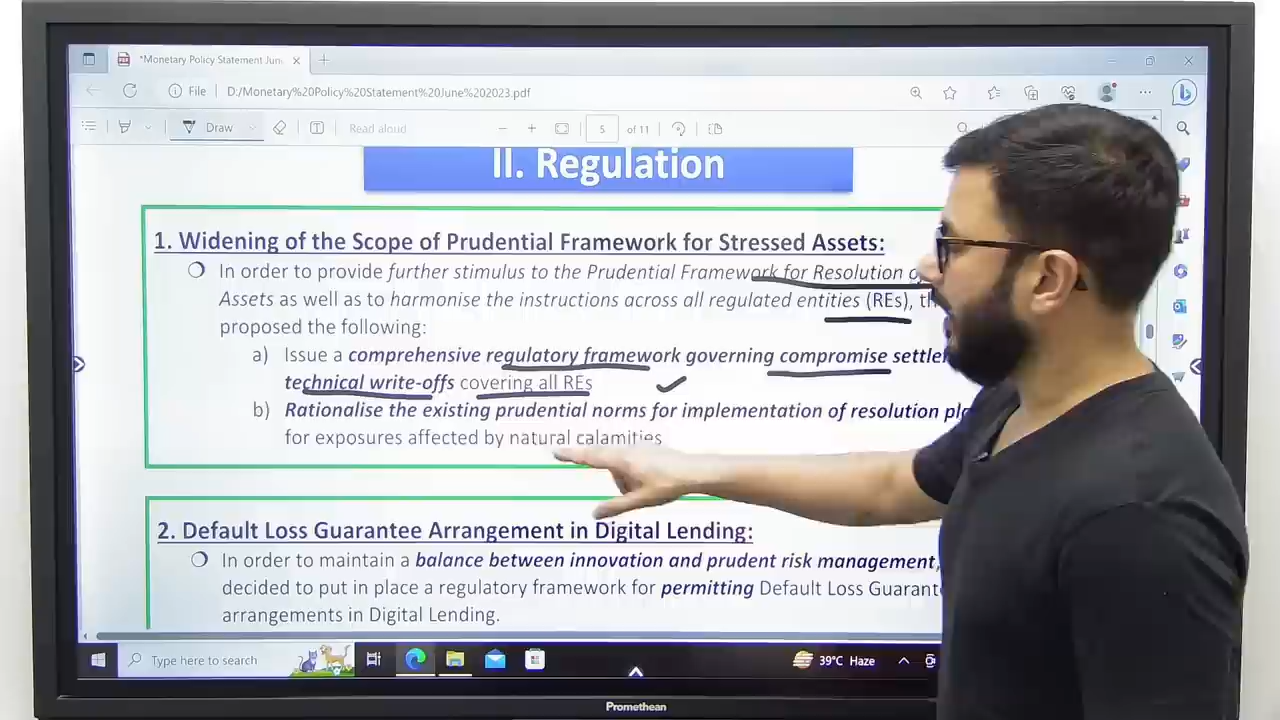 *Monetary Policy Statement Jun
File
D:/Monetary%20Policy%20Statement%20June%202023.pdf
Draw
Read aloud
5
of 11
II. Regulation
1. Widening of the Scope of Prudential Framework for Stressed Assets:
In order to provide further stimulus to the Prudential Framework for Resolution
Assets as well as to harmonise the instructions across all regulated entities (REs),
proposed the following:
a) Issue a comprehensive regulatory framework governing compromise
technical write-offs covering all REs
b) Rationalise the existing prudential norms for implementation of resolution
for exposures affected by natural calamities
2. Default Loss Guarantee Arrangement in Digital Lending:
In order to maintain a balance between innovation and prudent risk management,
decided to put in place a regulatory framework for permitting Default Loss
arrangements in Digital Lending.
Type here to search
39°C Haze
Promethean